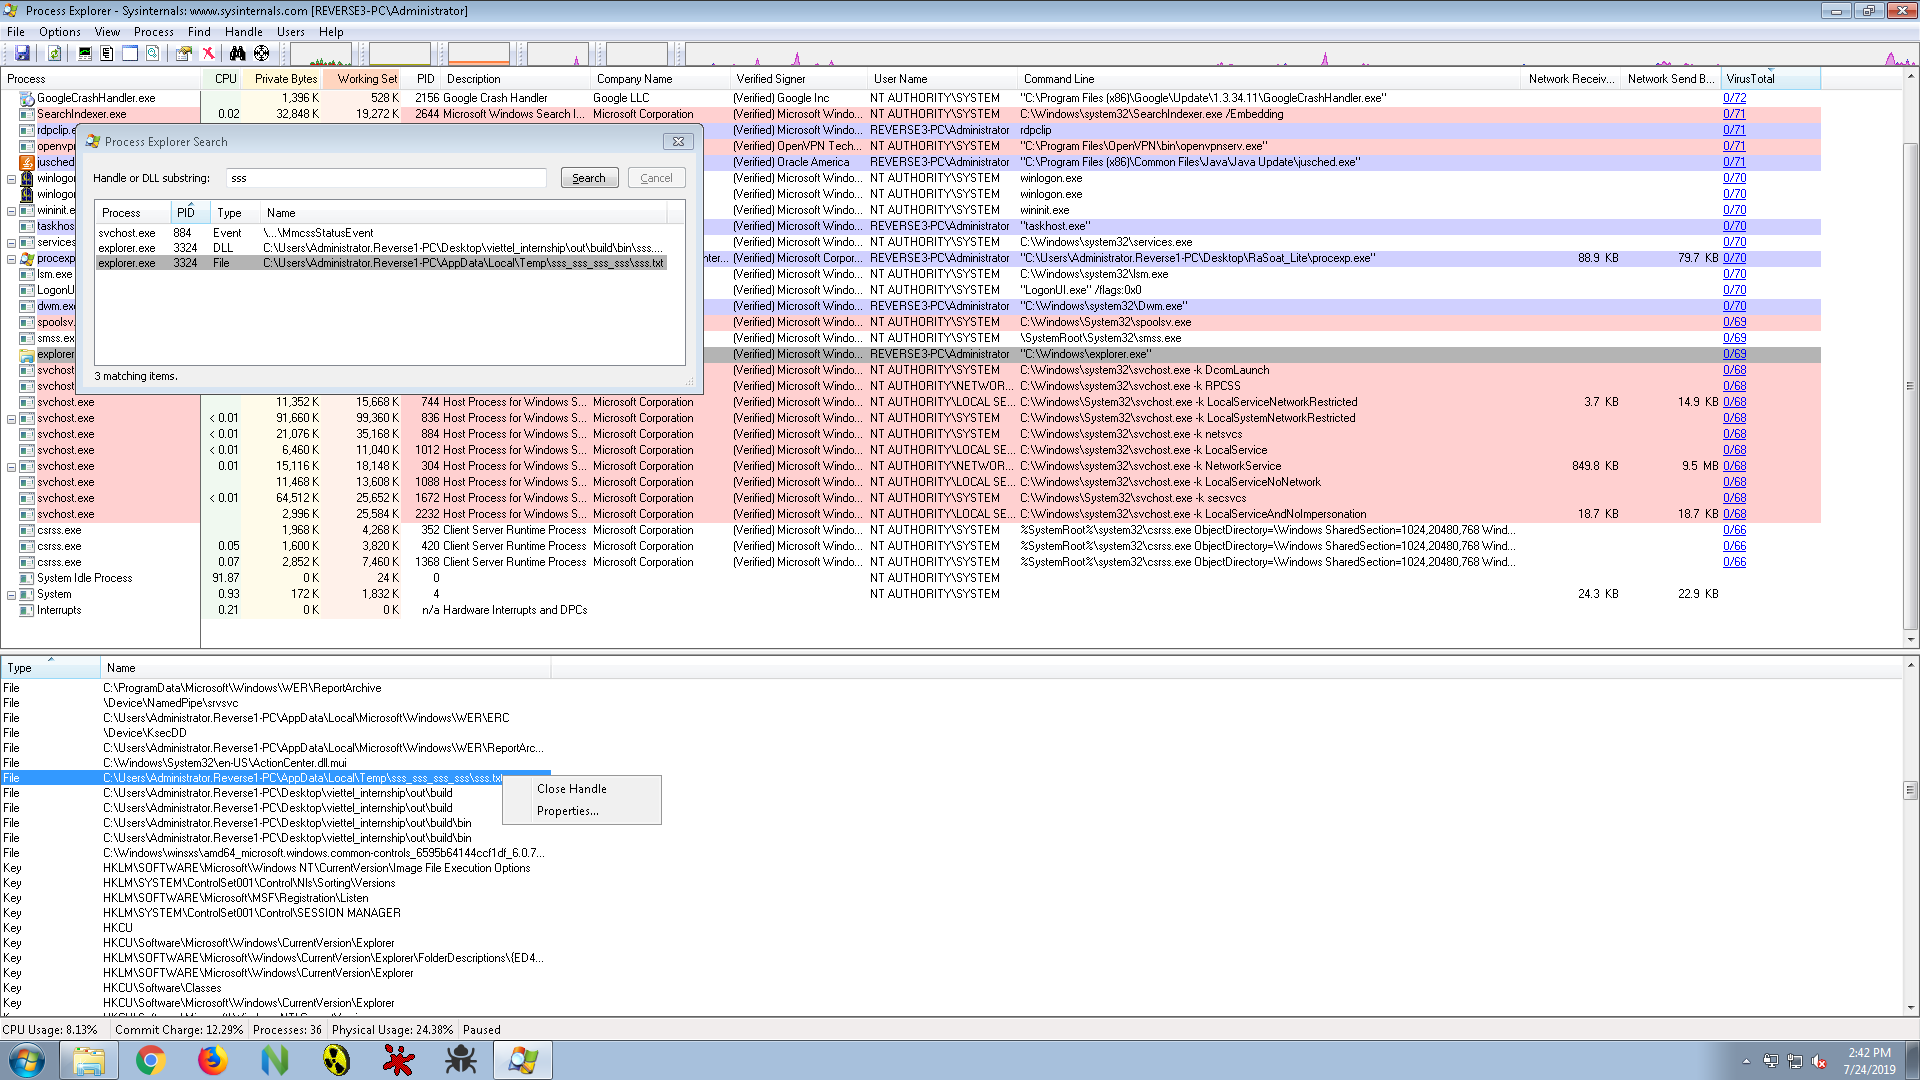 Process Explorer - Sysinternals: www.sysinternals.com [REVERSE3-PC\Administrator]
File Options View Process Find Handle Users Help
Process CPU Private Bytes Working Set PID Description Company Name Verified Signer User Name Command Line Network Receiv... Network Send B... VirusTotal
GoogleCrashHandler.exe 1,396 K 528 K 2156 Google Crash Handler Google LLC (Verified) Google Inc NT AUTHORITY\SYSTEM "C:\Program Files (x86)\Google\Update\1.3.34.11\GoogleCrashHandler.exe" 0/72
SearchIndexer.exe 0.02 32,848 K 19,272 K 2644 Microsoft Windows Search I... Microsoft Corporation (Verified) Microsoft Windo... NT AUTHORITY\SYSTEM C:\Windows\system32\SearchIndexer.exe /Embedding 0/71
rdpclip.e (Verified) Microsoft Windo... REVERSE3-PC\Administrator rdpclip 0/71
openvpn (Verified) OpenVPN Tech... NT AUTHORITY\SYSTEM "C:\Program Files\OpenVPN\bin\openvpnserv.exe" 0/71
jusched. (Verified) Oracle America REVERSE3-PC\Administrator "C:\Program Files (x86)\Common Files\Java\Java Update\jusched.exe" 0/71
winlogon (Verified) Microsoft Windo... NT AUTHORITY\SYSTEM winlogon.exe 0/70
winlogon (Verified) Microsoft Windo... NT AUTHORITY\SYSTEM winlogon.exe 0/70
wininit.e (Verified) Microsoft Windo... NT AUTHORITY\SYSTEM wininit.exe 0/70
taskhos (Verified) Microsoft Windo... REVERSE3-PC\Administrator "taskhost.exe" 0/70
services (Verified) Microsoft Windo... NT AUTHORITY\SYSTEM C:\Windows\system32\services.exe 0/70
procexp nter... (Verified) Microsoft Corpor... REVERSE3-PC\Administrator "C:\Users\Administrator.Reverse1-PC\Desktop\RaSoat_Lite\procexp.exe" 88.9 KB 79.7 KB 0/70
lsm.exe (Verified) Microsoft Windo... NT AUTHORITY\SYSTEM C:\Windows\system32\lsm.exe 0/70
LogonU (Verified) Microsoft Windo... NT AUTHORITY\SYSTEM "LogonUI.exe" /flags:0x0 0/70
dwm.exe (Verified) Microsoft Windo... REVERSE3-PC\Administrator "C:\Windows\system32\Dwm.exe" 0/70
spoolsv. (Verified) Microsoft Windo... NT AUTHORITY\SYSTEM C:\Windows\System32\spoolsv.exe 0/69
smss.ex (Verified) Microsoft Windo... NT AUTHORITY\SYSTEM \SystemRoot\System32\smss.exe 0/69
explorer (Verified) Microsoft Windo... REVERSE3-PC\Administrator "C:\Windows\explorer.exe" 0/69
svchost (Verified) Microsoft Windo... NT AUTHORITY\SYSTEM C:\Windows\system32\svchost.exe -k DcomLaunch 0/68
svchost (Verified) Microsoft Windo... NT AUTHORITY\NETWOR... C:\Windows\system32\svchost.exe -k RPCSS 0/68
svchost.exe 11,352 K 15,668 K 744 Host Process for Windows S... Microsoft Corporation (Verified) Microsoft Windo... NT AUTHORITY\LOCAL SE... C:\Windows\System32\svchost.exe -k LocalServiceNetworkRestricted 3.7 KB 14.9 KB 0/68
svchost.exe < 0.01 91,660 K 99,360 K 836 Host Process for Windows S... Microsoft Corporation (Verified) Microsoft Windo... NT AUTHORITY\SYSTEM C:\Windows\System32\svchost.exe -k LocalSystemNetworkRestricted 0/68
svchost.exe < 0.01 21,076 K 35,168 K 884 Host Process for Windows S... Microsoft Corporation (Verified) Microsoft Windo... NT AUTHORITY\SYSTEM C:\Windows\system32\svchost.exe -k netsvcs 0/68
svchost.exe < 0.01 6,460 K 11,040 K 1012 Host Process for Windows S... Microsoft Corporation (Verified) Microsoft Windo... NT AUTHORITY\LOCAL SE... C:\Windows\system32\svchost.exe -k LocalService 0/68
svchost.exe 0.01 15,116 K 18,148 K 304 Host Process for Windows S... Microsoft Corporation (Verified) Microsoft Windo... NT AUTHORITY\NETWOR... C:\Windows\system32\svchost.exe -k NetworkService 849.8 KB 9.5 MB 0/68
svchost.exe 11,468 K 13,608 K 1088 Host Process for Windows S... Microsoft Corporation (Verified) Microsoft Windo... NT AUTHORITY\LOCAL SE... C:\Windows\system32\svchost.exe -k LocalServiceNoNetwork 0/68
svchost.exe < 0.01 64,512 K 25,652 K 1672 Host Process for Windows S... Microsoft Corporation (Verified) Microsoft Windo... NT AUTHORITY\SYSTEM C:\Windows\System32\svchost.exe -k secsvcs 0/68
svchost.exe 2,996 K 25,584 K 2232 Host Process for Windows S... Microsoft Corporation (Verified) Microsoft Windo... NT AUTHORITY\LOCAL SE... C:\Windows\system32\svchost.exe -k LocalServiceAndNoImpersonation 18.7 KB 18.7 KB 0/68
csrss.exe 1,968 K 4,268 K 352 Client Server Runtime Process Microsoft Corporation (Verified) Microsoft Windo... NT AUTHORITY\SYSTEM %SystemRoot%\system32\csrss.exe ObjectDirectory=\Windows SharedSection=1024,20480,768 Wind... 0/66
csrss.exe 0.05 1,600 K 3,820 K 420 Client Server Runtime Process Microsoft Corporation (Verified) Microsoft Windo... NT AUTHORITY\SYSTEM %SystemRoot%\system32\csrss.exe ObjectDirectory=\Windows SharedSection=1024,20480,768 Wind... 0/66
csrss.exe 0.07 2,852 K 7,460 K 1368 Client Server Runtime Process Microsoft Corporation (Verified) Microsoft Windo... NT AUTHORITY\SYSTEM %SystemRoot%\system32\csrss.exe ObjectDirectory=\Windows SharedSection=1024,20480,768 Wind... 0/66
System Idle Process 91.87 0 K 24 K 0 NT AUTHORITY\SYSTEM
System 0.93 172 K 1,832 K 4 NT AUTHORITY\SYSTEM 24.3 KB 22.9 KB
Interrupts 0.21 0 K 0 K n/a Hardware Interrupts and DPCs
Process Explorer Search
Handle or DLL substring: sss Search Cancel
Process PID Type Name
svchost.exe 884 Event \...\MmcssStatusEvent
explorer.exe 3324 DLL C:\Users\Administrator.Reverse1-PC\Desktop\viettel_internship\out\build\bin\sss....
explorer.exe 3324 File C:\Users\Administrator.Reverse1-PC\AppData\Local\Temp\sss_sss_sss_sss\sss.txt
3 matching items.
Type Name
File C:\ProgramData\Microsoft\Windows\WER\ReportArchive
File \Device\NamedPipe\srvsvc
File C:\Users\Administrator.Reverse1-PC\AppData\Local\Microsoft\Windows\WER\ERC
File \Device\KsecDD
File C:\Users\Administrator.Reverse1-PC\AppData\Local\Microsoft\Windows\WER\ReportArc...
File C:\Windows\System32\en-US\ActionCenter.dll.mui
File C:\Users\Administrator.Reverse1-PC\AppData\Local\Temp\sss_sss_sss_sss\sss.txt
File C:\Users\Administrator.Reverse1-PC\Desktop\viettel_internship\out\build
File C:\Users\Administrator.Reverse1-PC\Desktop\viettel_internship\out\build
File C:\Users\Administrator.Reverse1-PC\Desktop\viettel_internship\out\build\bin
File C:\Users\Administrator.Reverse1-PC\Desktop\viettel_internship\out\build\bin
File C:\Windows\winsxs\amd64_microsoft.windows.common-controls_6595b64144ccf1df_6.0.7...
Key HKLM\SOFTWARE\Microsoft\Windows NT\CurrentVersion\Image File Execution Options
Key HKLM\SYSTEM\ControlSet001\Control\Nls\Sorting\Versions
Key HKLM\SOFTWARE\Microsoft\MSF\Registration\Listen
Key HKLM\SYSTEM\ControlSet001\Control\SESSION MANAGER
Key HKCU
Key HKCU\Software\Microsoft\Windows\CurrentVersion\Explorer
Key HKLM\SOFTWARE\Microsoft\Windows\CurrentVersion\Explorer\FolderDescriptions\{ED4...
Key HKLM\SOFTWARE\Microsoft\Windows\CurrentVersion\Explorer
Key HKCU\Software\Classes
Key HKCU\Software\Microsoft\Windows\CurrentVersion\Explorer
Close Handle
Properties...
CPU Usage: 8.13% Commit Charge: 12.29% Processes: 36 Physical Usage: 24.38% Paused
2:42 PM
7/24/2019